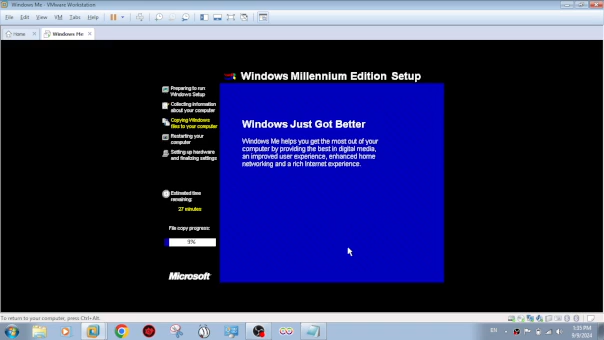 Windows Me - VMware Workstation
File Edit View VM Tabs Help
Home
Windows Me
Windows Millennium Edition Setup
Preparing to run
Windows Setup
Collecting information
about your computer
Copying Windows
files to your computer
Restarting your
computer
Setting up hardware
and finalizing settings
Estimated time
remaining:
27 minutes
File copy progress:
9%
Windows Just Got Better
Windows Me helps you get the most out of your
computer by providing the best in digital media,
an improved user experience, enhanced home
networking and a rich Internet experience.
Microsoft
To return to your computer, press Ctrl+Alt.
EN
5:35 PM
9/9/2024